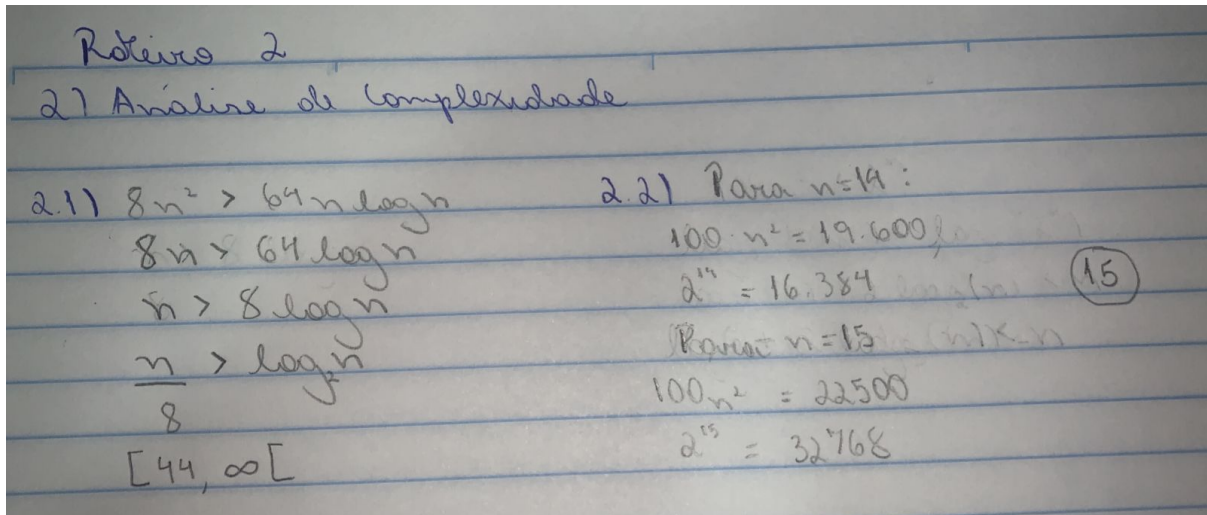 Roteiro 2
2) Análise de Complexidade
2.1) 8n² > 64n log n
8n > 64 log n
n > 8 log n
n/8 > log₂n
[44, ∞[
2.2) Para n=14:
100 · n² = 19.600
2¹⁴ = 16.384
15
Para n=15
100n² = 22500
2¹⁵ = 32768